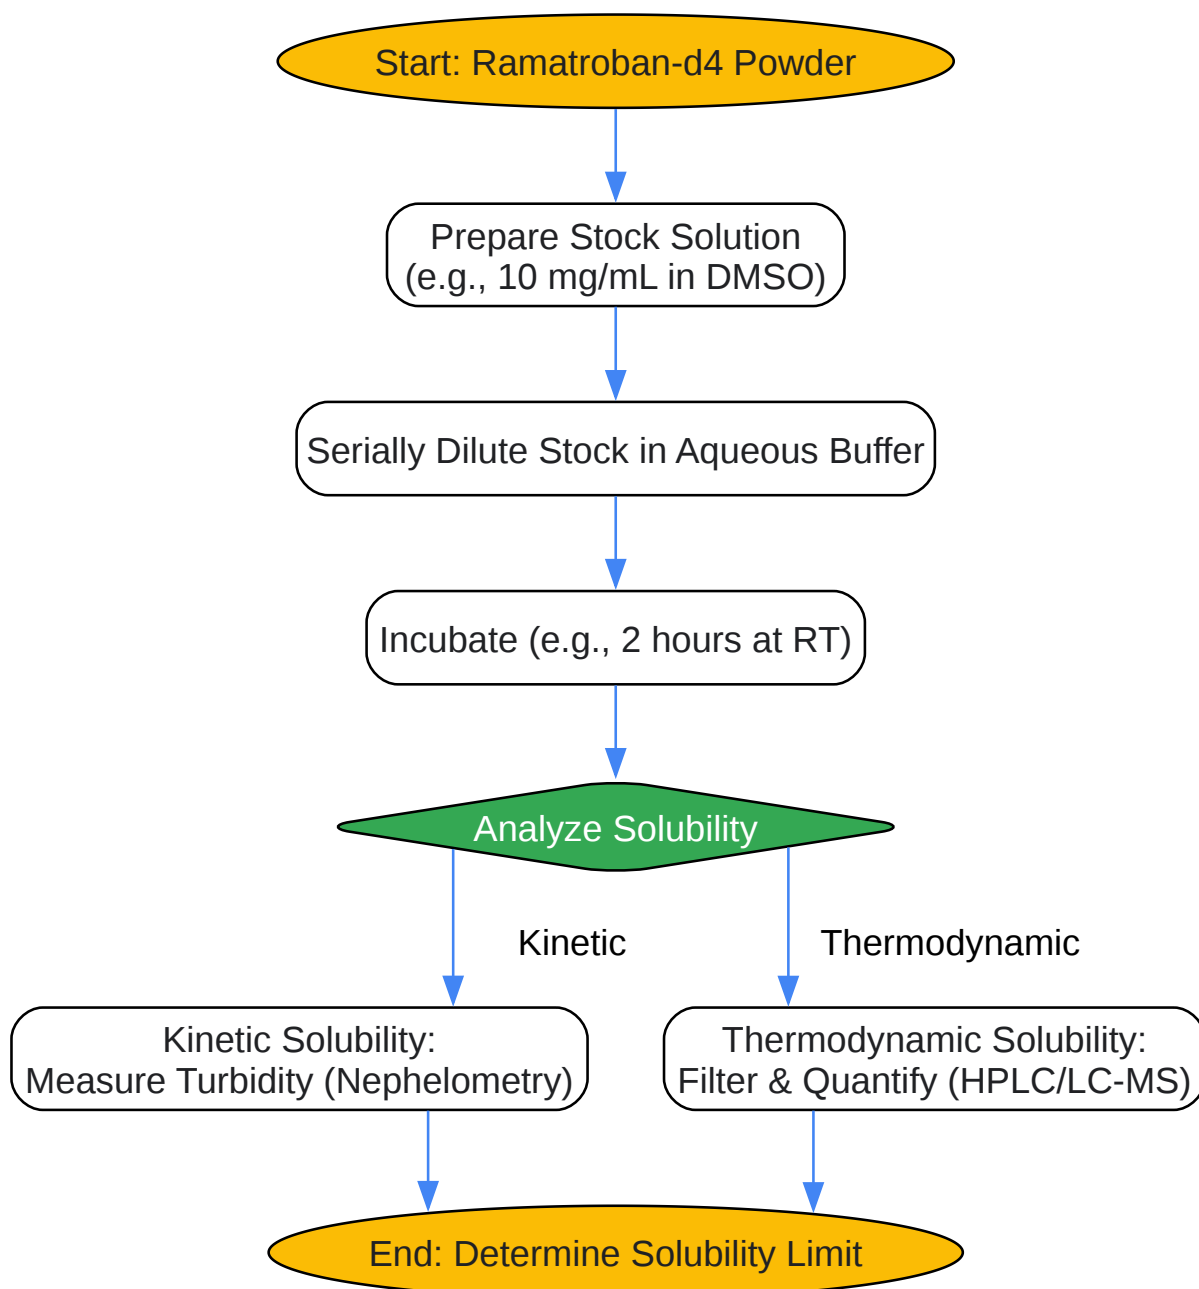 Start: Ramatroban-d4 Powder
Prepare Stock Solution
(e.g., 10 mg/mL in DMSO)
Serially Dilute Stock in Aqueous Buffer
Incubate (e.g., 2 hours at RT)
Analyze Solubility
Kinetic
Thermodynamic
Kinetic Solubility:
Measure Turbidity (Nephelometry)
Thermodynamic Solubility:
Filter & Quantify (HPLC/LC-MS)
End: Determine Solubility Limit